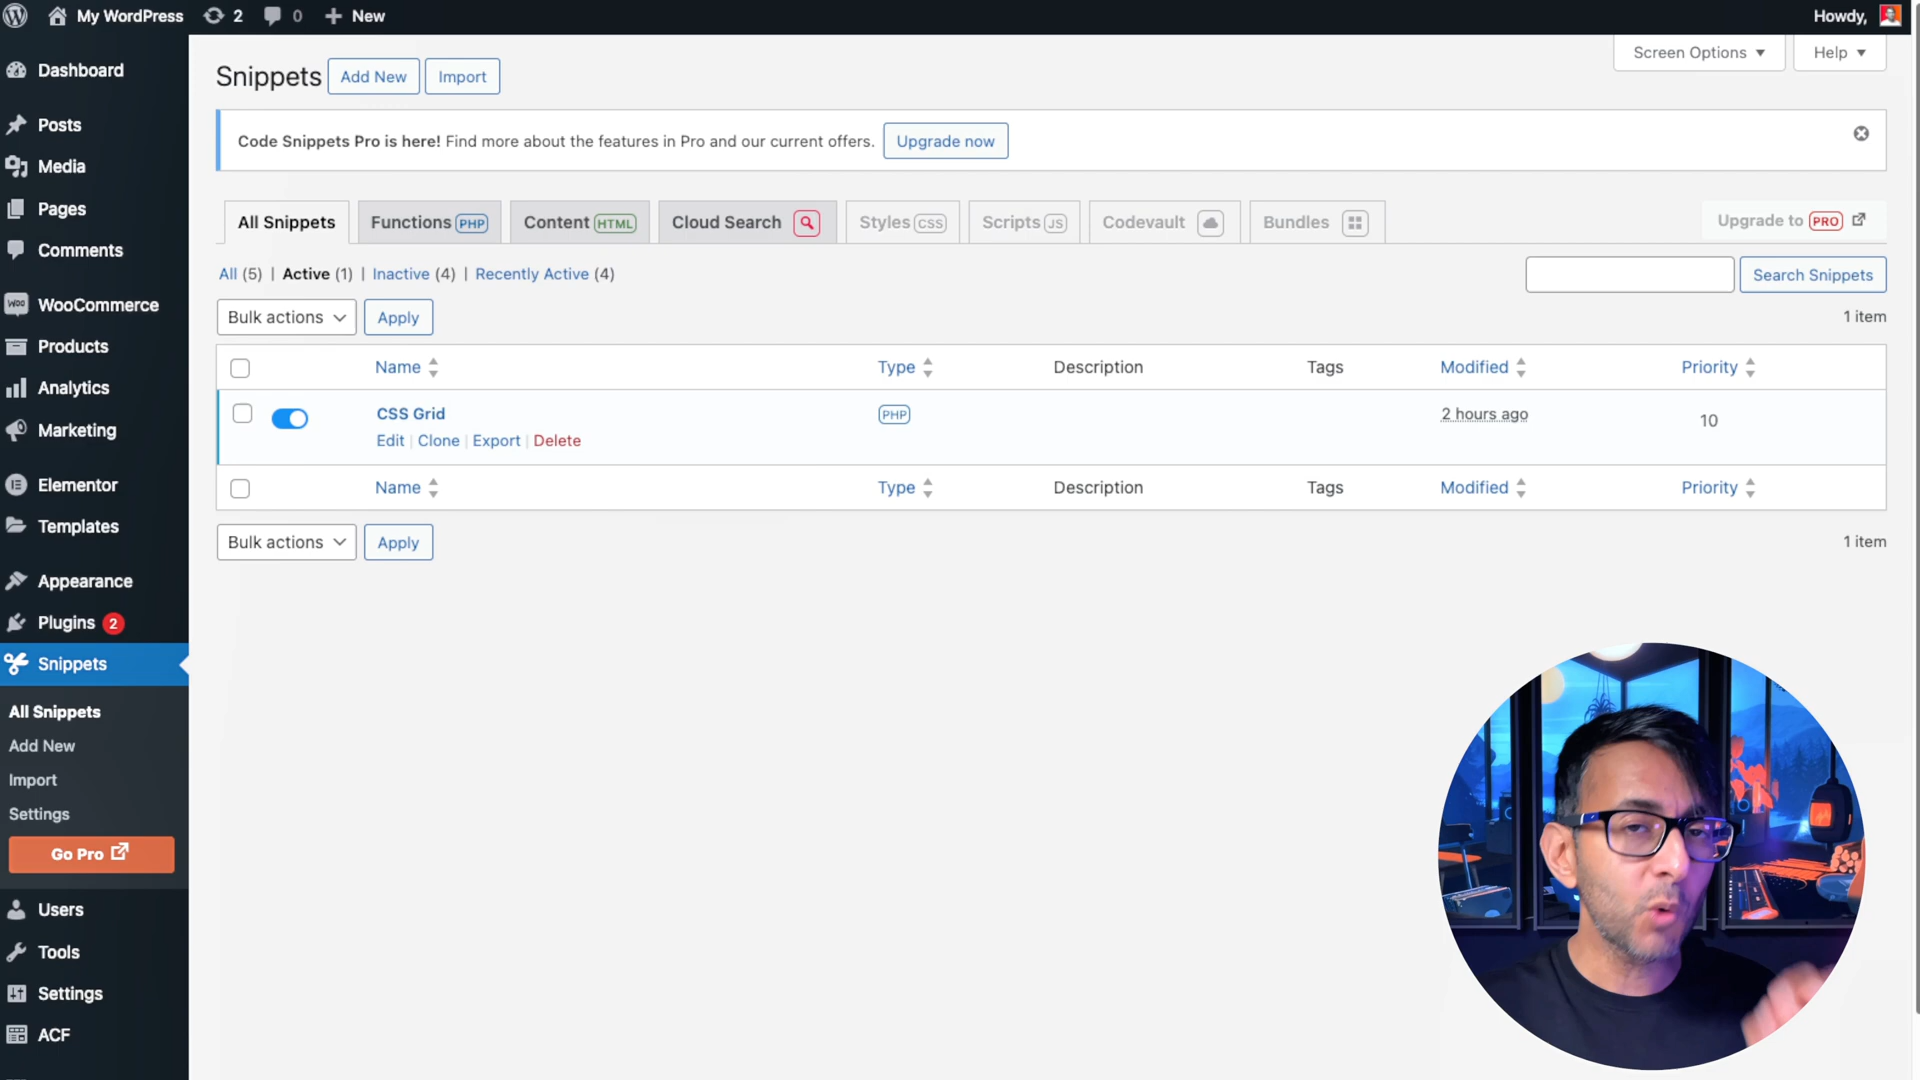 My WordPress 2 0 New Howdy,
Screen Options Help
Snippets Add New Import
Code Snippets Pro is here! Find more about the features in Pro and our current offers. Upgrade now
All Snippets Functions PHP Content HTML Cloud Search Styles CSS Scripts JS Codevault Bundles Upgrade to PRO
All (5) | Active (1) | Inactive (4) | Recently Active (4)
Search Snippets
Bulk actions Apply
1 item
Name Type Description Tags Modified Priority
CSS Grid PHP 2 hours ago 10
Edit | Clone | Export | Delete
Name Type Description Tags Modified Priority
Bulk actions Apply
1 item
Dashboard
Posts
Media
Pages
Comments
Woo WooCommerce
Products
Analytics
Marketing
Elementor
Templates
Appearance
Plugins 2
Snippets
All Snippets
Add New
Import
Settings
Go Pro
Users
Tools
Settings
ACF